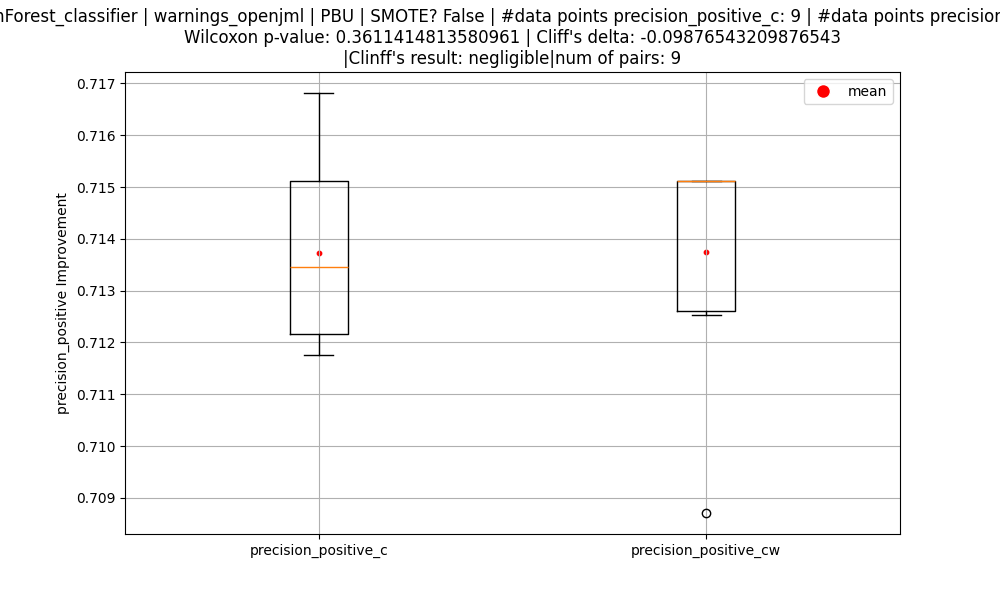 Forest_classifier | warnings_openjml | PBU | SMOTE? False | #data points precision_positive_c: 9 | #data points precision
Wilcoxon p-value: 0.3611414813580961 | Cliff's delta: -0.09876543209876543
|Clinff's result: negligible|num of pairs: 9
mean
precision_positive Improvement
0.717
0.716
0.715
0.714
0.713
0.712
0.711
0.710
0.709
precision_positive_c
precision_positive_cw